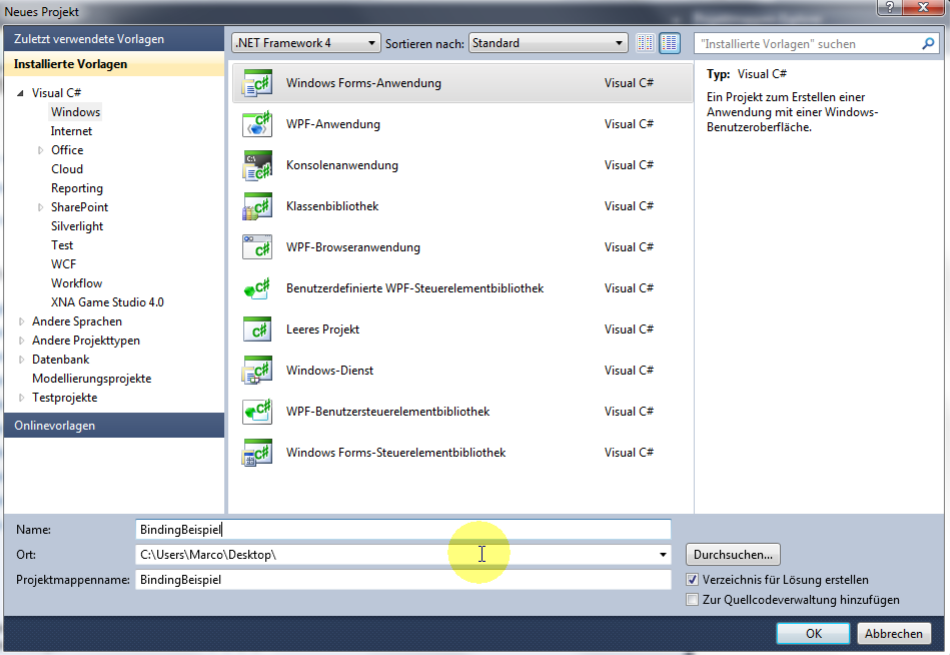 Neues Projekt
Zuletzt verwendete Vorlagen
Installierte Vorlagen
Visual C#
Windows
Internet
Office
Cloud
Reporting
SharePoint
Silverlight
Test
WCF
Workflow
XNA Game Studio 4.0
Andere Sprachen
Andere Projekttypen
Datenbank
Modellierungsprojekte
Testprojekte
Onlinevorlagen
.NET Framework 4 Sortieren nach: Standard
Windows Forms-Anwendung Visual C#
WPF-Anwendung Visual C#
Konsolenanwendung Visual C#
Klassenbibliothek Visual C#
WPF-Browseranwendung Visual C#
Benutzerdefinierte WPF-Steuerelementbibliothek Visual C#
Leeres Projekt Visual C#
Windows-Dienst Visual C#
WPF-Benutzersteuerelementbibliothek Visual C#
Windows Forms-Steuerelementbibliothek Visual C#
"Installierte Vorlagen" suchen
Typ: Visual C#
Ein Projekt zum Erstellen einer
Anwendung mit einer Windows-
Benutzeroberfläche.
Name: BindingBeispiel
Ort: C:\Users\Marco\Desktop\ Durchsuchen...
Projektmappenname: BindingBeispiel
Verzeichnis für Lösung erstellen
Zur Quellcodeverwaltung hinzufügen
OK Abbrechen